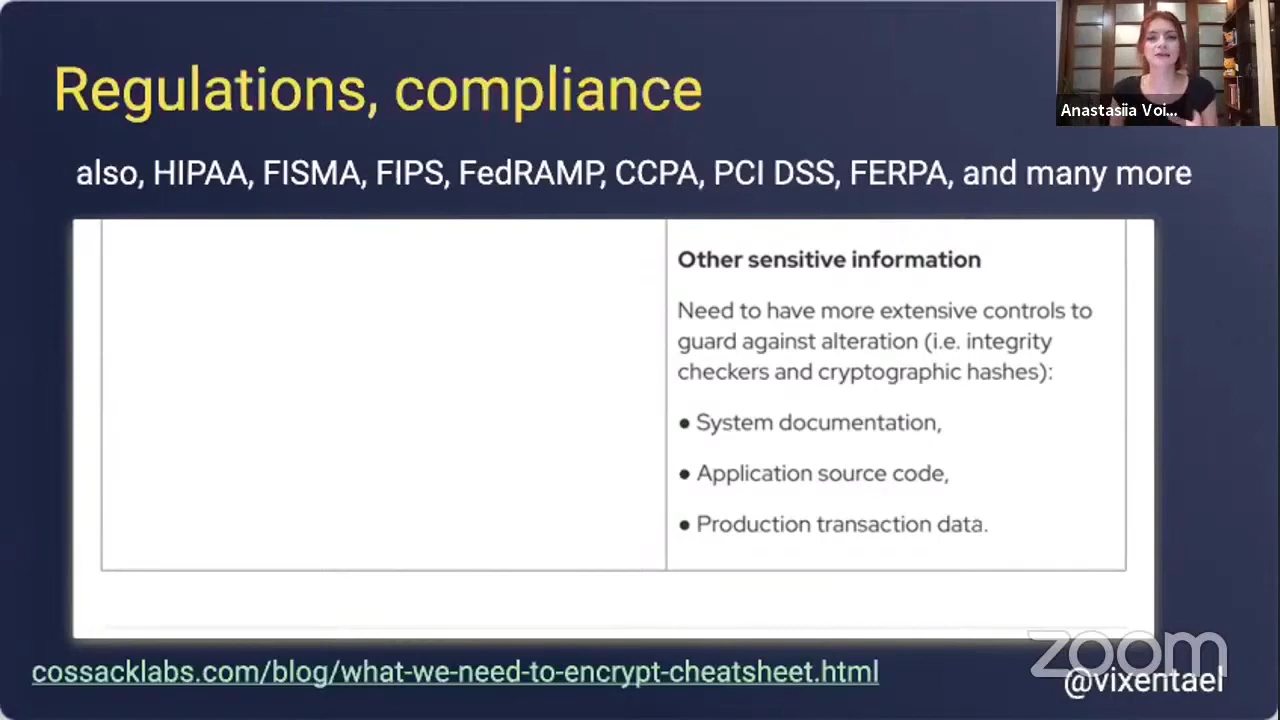 Regulations, compliance
Anastasiia Voi...
also, HIPAA, FISMA, FIPS, FedRAMP, CCPA, PCI DSS, FERPA, and many more
Other sensitive information
Need to have more extensive controls to
guard against alteration (i.e. integrity
checkers and cryptographic hashes):
● System documentation,
● Application source code,
● Production transaction data.
zoom
cossacklabs.com/blog/what-we-need-to-encrypt-cheatsheet.html
@vixentael